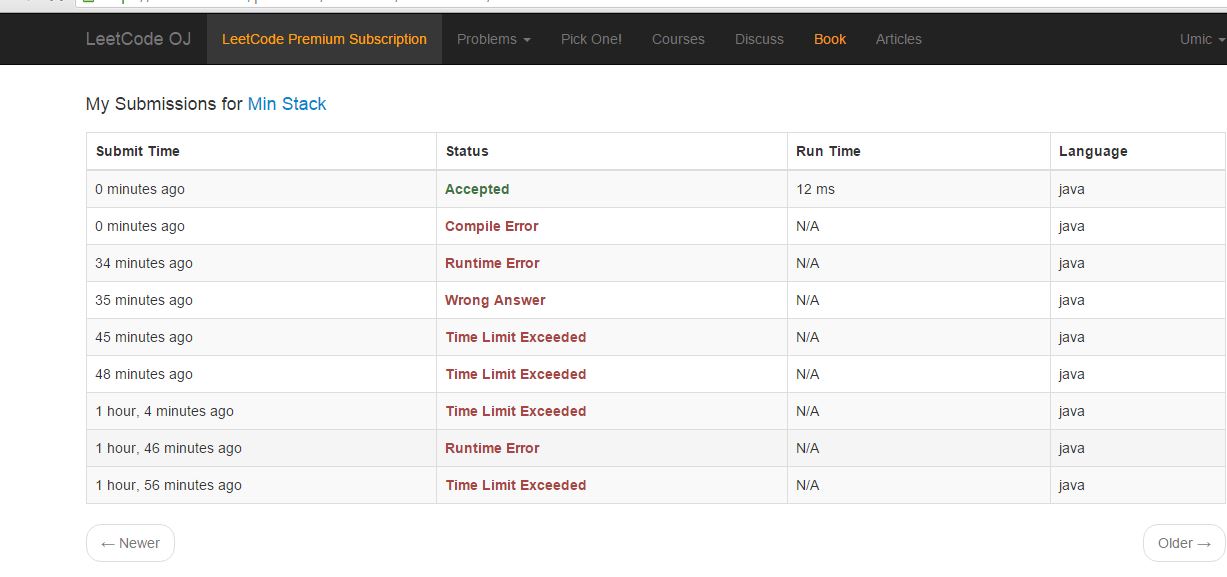 LeetCode OJ LeetCode Premium Subscription Problems Pick One! Courses Discuss Book Articles Umic
My Submissions for Min Stack
Submit Time Status Run Time Language
0 minutes ago Accepted 12 ms java
0 minutes ago Compile Error N/A java
34 minutes ago Runtime Error N/A java
35 minutes ago Wrong Answer N/A java
45 minutes ago Time Limit Exceeded N/A java
48 minutes ago Time Limit Exceeded N/A java
1 hour, 4 minutes ago Time Limit Exceeded N/A java
1 hour, 46 minutes ago Runtime Error N/A java
1 hour, 56 minutes ago Time Limit Exceeded N/A java
← Newer Older →